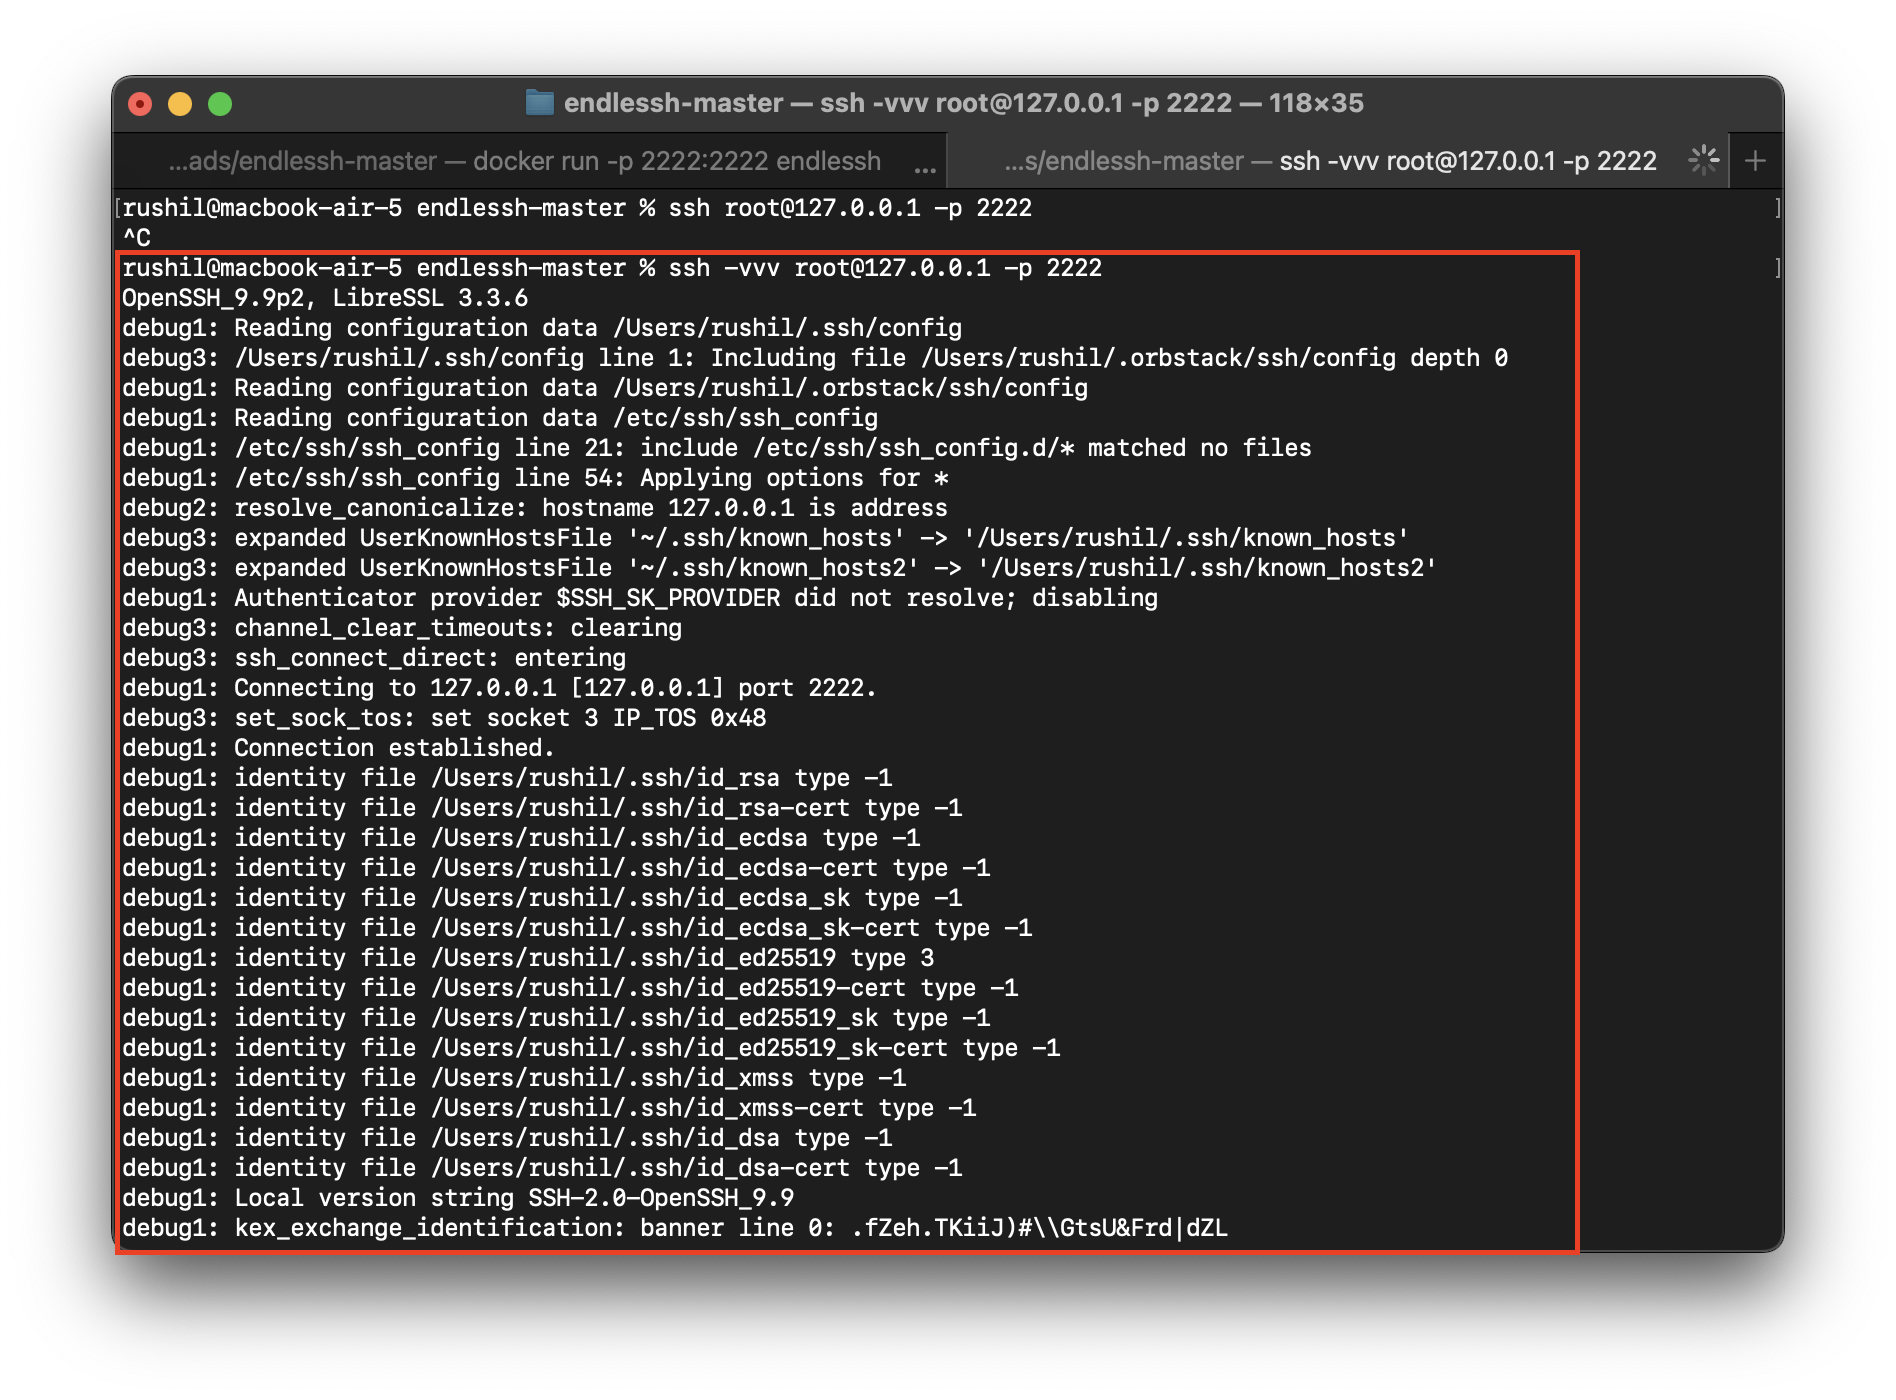 endlessh-master — ssh -vvv root@127.0.0.1 -p 2222 — 118×35
...ads/endlessh-master — docker run -p 2222:2222 endlessh ...
...s/endlessh-master — ssh -vvv root@127.0.0.1 -p 2222 +
[rushil@macbook-air-5 endlessh-master % ssh root@127.0.0.1 -p 2222 ]
^C
rushil@macbook-air-5 endlessh-master % ssh -vvv root@127.0.0.1 -p 2222 ]
OpenSSH_9.9p2, LibreSSL 3.3.6
debug1: Reading configuration data /Users/rushil/.ssh/config
debug3: /Users/rushil/.ssh/config line 1: Including file /Users/rushil/.orbstack/ssh/config depth 0
debug1: Reading configuration data /Users/rushil/.orbstack/ssh/config
debug1: Reading configuration data /etc/ssh/ssh_config
debug1: /etc/ssh/ssh_config line 21: include /etc/ssh/ssh_config.d/* matched no files
debug1: /etc/ssh/ssh_config line 54: Applying options for *
debug2: resolve_canonicalize: hostname 127.0.0.1 is address
debug3: expanded UserKnownHostsFile '~/.ssh/known_hosts' -> '/Users/rushil/.ssh/known_hosts'
debug3: expanded UserKnownHostsFile '~/.ssh/known_hosts2' -> '/Users/rushil/.ssh/known_hosts2'
debug1: Authenticator provider $SSH_SK_PROVIDER did not resolve; disabling
debug3: channel_clear_timeouts: clearing
debug3: ssh_connect_direct: entering
debug1: Connecting to 127.0.0.1 [127.0.0.1] port 2222.
debug3: set_sock_tos: set socket 3 IP_TOS 0x48
debug1: Connection established.
debug1: identity file /Users/rushil/.ssh/id_rsa type -1
debug1: identity file /Users/rushil/.ssh/id_rsa-cert type -1
debug1: identity file /Users/rushil/.ssh/id_ecdsa type -1
debug1: identity file /Users/rushil/.ssh/id_ecdsa-cert type -1
debug1: identity file /Users/rushil/.ssh/id_ecdsa_sk type -1
debug1: identity file /Users/rushil/.ssh/id_ecdsa_sk-cert type -1
debug1: identity file /Users/rushil/.ssh/id_ed25519 type 3
debug1: identity file /Users/rushil/.ssh/id_ed25519-cert type -1
debug1: identity file /Users/rushil/.ssh/id_ed25519_sk type -1
debug1: identity file /Users/rushil/.ssh/id_ed25519_sk-cert type -1
debug1: identity file /Users/rushil/.ssh/id_xmss type -1
debug1: identity file /Users/rushil/.ssh/id_xmss-cert type -1
debug1: identity file /Users/rushil/.ssh/id_dsa type -1
debug1: identity file /Users/rushil/.ssh/id_dsa-cert type -1
debug1: Local version string SSH-2.0-OpenSSH_9.9
debug1: kex_exchange_identification: banner line 0: .fZeh.TKiiJ)#\\GtsU&Frd|dZL